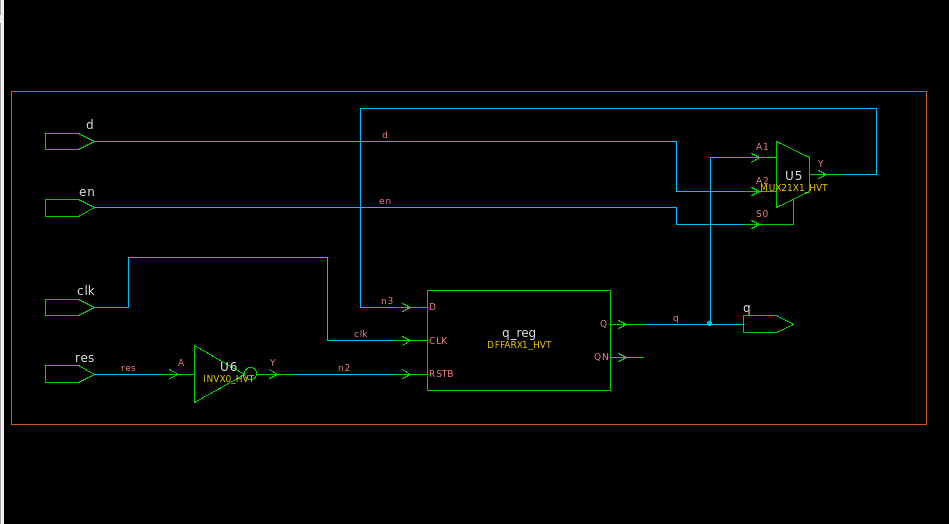 d
d
A1
Y
U5
A2
MUX21X1_HVT
en
en
S0
clk
n3
D
q
q
Q
clk
CLK
q_reg
DFFARX1_HVT
QN
res
res
A
U6
INVX0_HVT
Y
n2
RSTB